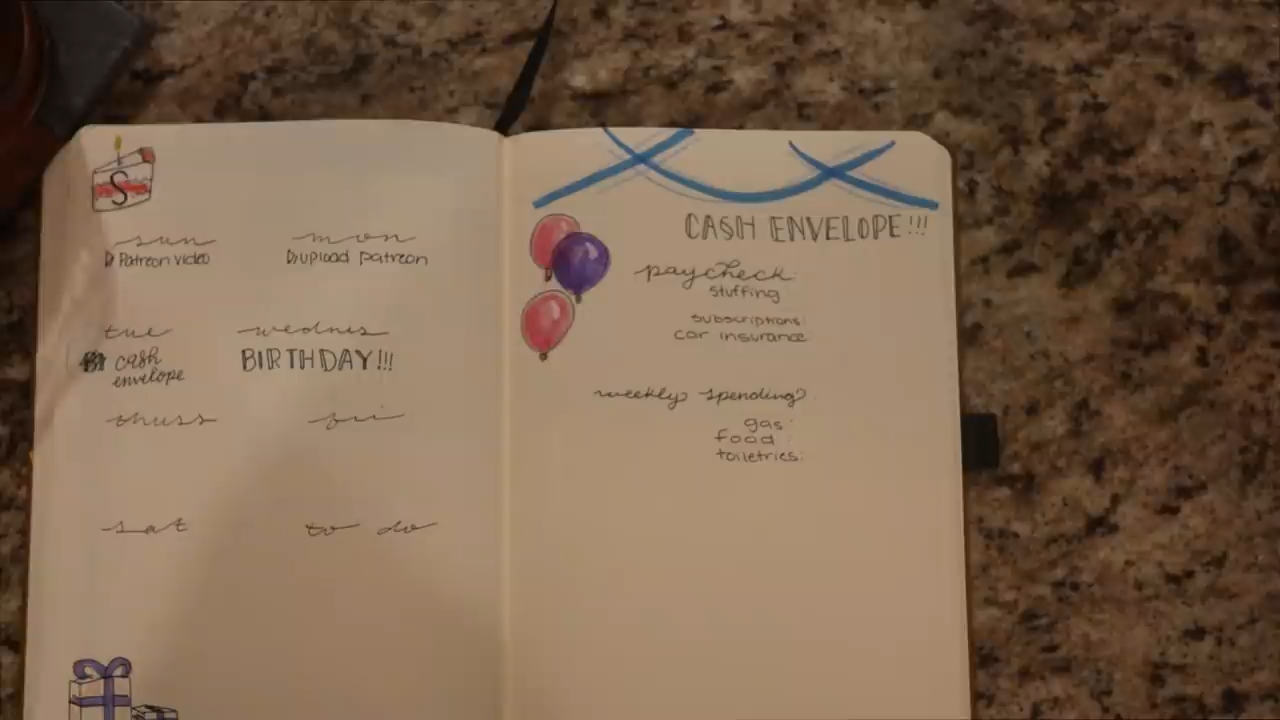 S
sun
mon
Patreon video
upload patreon
tue
wednes
cash
envelope
BIRTHDAY!!!
thurs
fri
sat
to do
CASH ENVELOPE!!!
paycheck:
stuffing
subscriptions:
car insurance
weekly spending?
gas:
food :
toiletries: